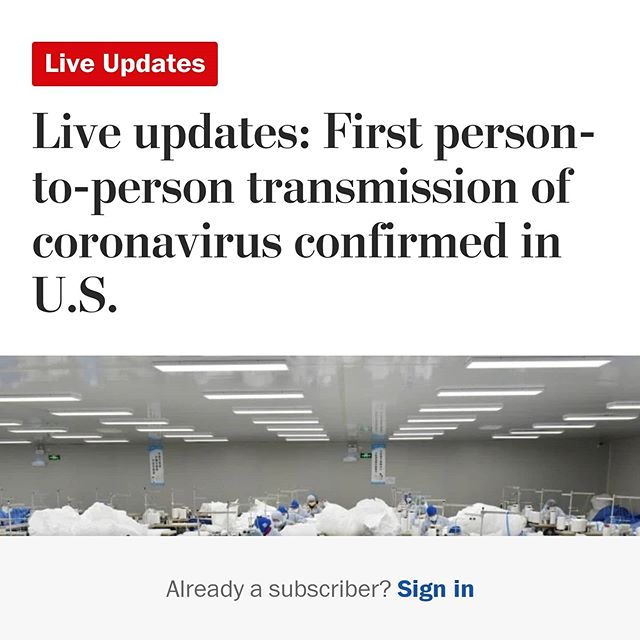 Live Updates
Live updates: First person-
to-person transmission of
coronavirus confirmed in
U.S.
Already a subscriber? Sign in